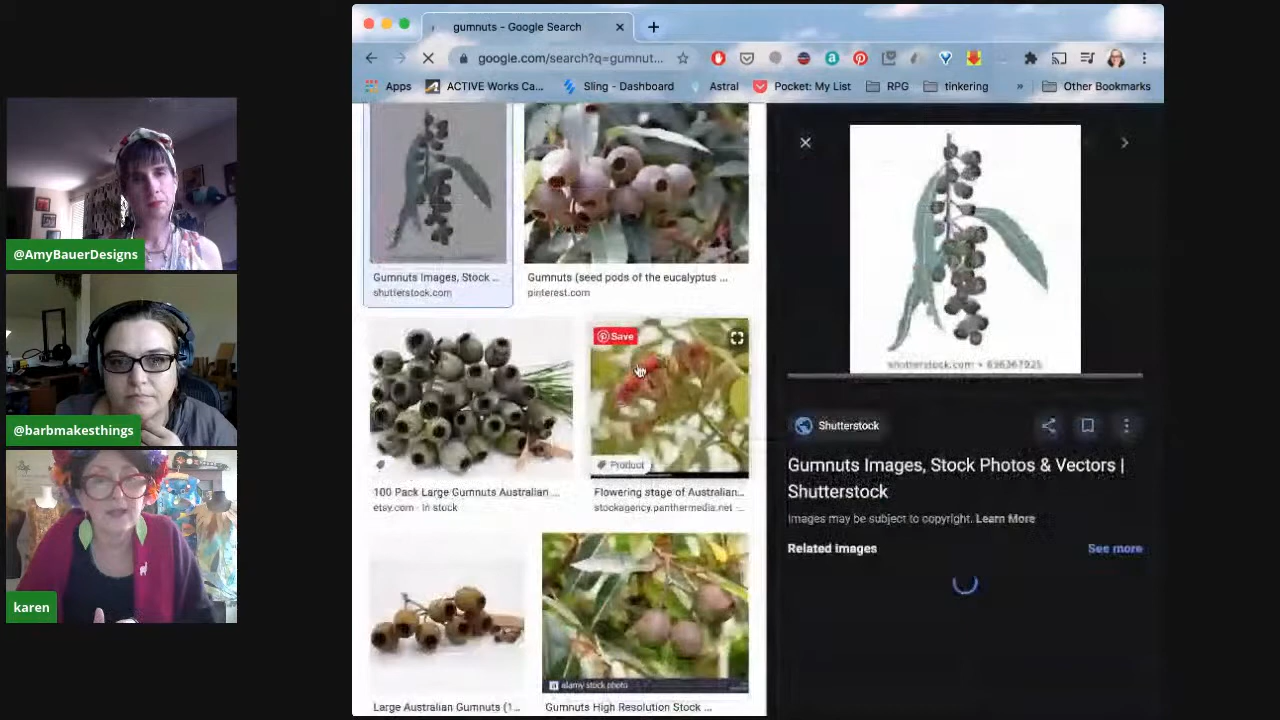 gumnuts - Google Search
google.com/search?q=gumnut...
Apps
ACTIVE Works Ca...
Sling - Dashboard
Astral
Pocket: My List
RPG
tinkering
»
Other Bookmarks
@AmyBauerDesigns
@barbmakesthings
karen
Gumnuts Images, Stock ...
shutterstock.com
Gumnuts (seed pods of the eucalyptus ...
pinterest.com
Save
Product
100 Pack Large Gumnuts Australian ...
etsy.com · In stock
Flowering stage of Australian...
stockagency.panthermedia.net - ...
a alamy stock photo
Large Australian Gumnuts (1...
Gumnuts High Resolution Stock ...
shutterstock.com • 696367925
Shutterstock
Gumnuts Images, Stock Photos & Vectors |
Shutterstock
Images may be subject to copyright. Learn More
Related images
See more